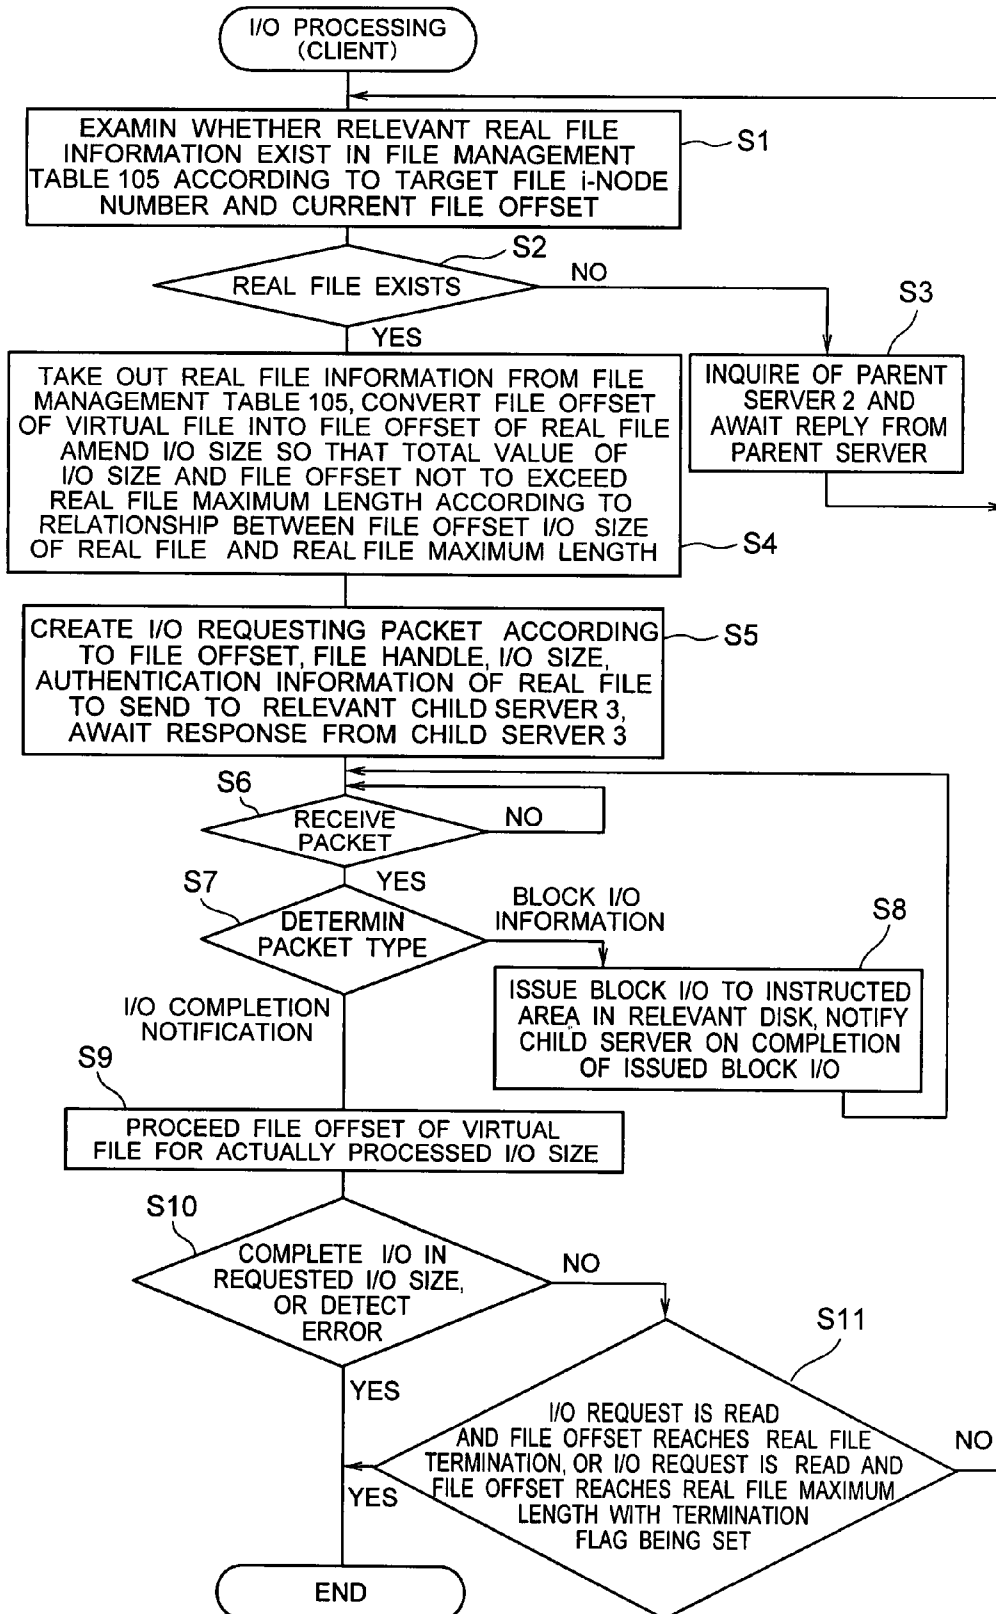 I/O PROCESSING
(CLIENT)
EXAMIN WHETHER RELEVANT REAL FILE
INFORMATION EXIST IN FILE MANAGEMENT
TABLE 105 ACCORDING TO TARGET FILE i-NODE
NUMBER AND CURRENT FILE OFFSET
S1
S2
REAL FILE EXISTS
NO
YES
S3
INQUIRE OF PARENT
SERVER 2 AND
AWAIT REPLY FROM
PARENT SERVER
TAKE OUT REAL FILE INFORMATION FROM FILE
MANAGEMENT TABLE 105, CONVERT FILE OFFSET
OF VIRTUAL FILE INTO FILE OFFSET OF REAL FILE
AMEND I/O SIZE SO THAT TOTAL VALUE OF
I/O SIZE AND FILE OFFSET NOT TO EXCEED
REAL FILE MAXIMUM LENGTH ACCORDING TO
RELATIONSHIP BETWEEN FILE OFFSET I/O SIZE
OF REAL FILE AND REAL FILE MAXIMUM LENGTH
S4
CREATE I/O REQUESTING PACKET ACCORDING
TO FILE OFFSET, FILE HANDLE, I/O SIZE,
AUTHENTICATION INFORMATION OF REAL FILE
TO SEND TO RELEVANT CHILD SERVER 3,
AWAIT RESPONSE FROM CHILD SERVER 3
S5
S6
RECEIVE
PACKET
NO
YES
S7
DETERMIN
PACKET TYPE
BLOCK I/O
INFORMATION
S8
ISSUE BLOCK I/O TO INSTRUCTED
AREA IN RELEVANT DISK, NOTIFY
CHILD SERVER ON COMPLETION
OF ISSUED BLOCK I/O
I/O COMPLETION
NOTIFICATION
S9
PROCEED FILE OFFSET OF VIRTUAL
FILE FOR ACTUALLY PROCESSED I/O SIZE
S10
COMPLETE I/O IN
REQUESTED I/O SIZE,
OR DETECT
ERROR
NO
YES
S11
I/O REQUEST IS READ
AND FILE OFFSET REACHES REAL FILE
TERMINATION, OR I/O REQUEST IS READ AND
FILE OFFSET REACHES REAL FILE MAXIMUM
LENGTH WITH TERMINATION
FLAG BEING SET
NO
YES
END